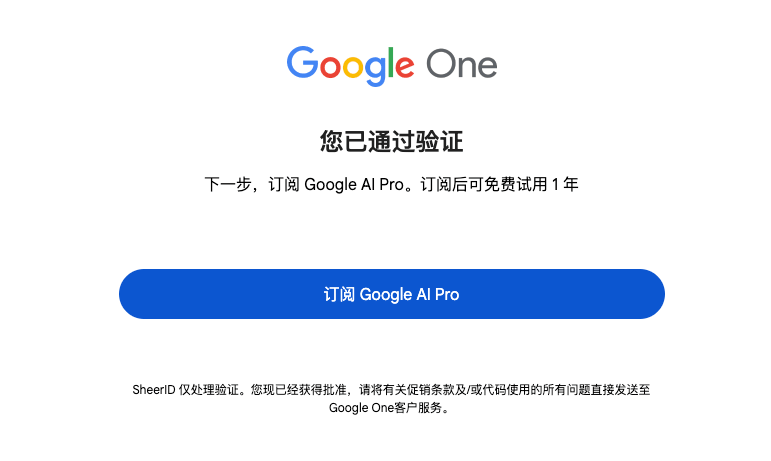 Google One
您已通过验证
下一步，订阅 Google AI Pro。订阅后可免费试用 1 年
订阅 Google AI Pro
SheerID 仅处理验证。您现已经获得批准，请将有关促销条款及/或代码使用的所有问题直接发送至
Google One客户服务。